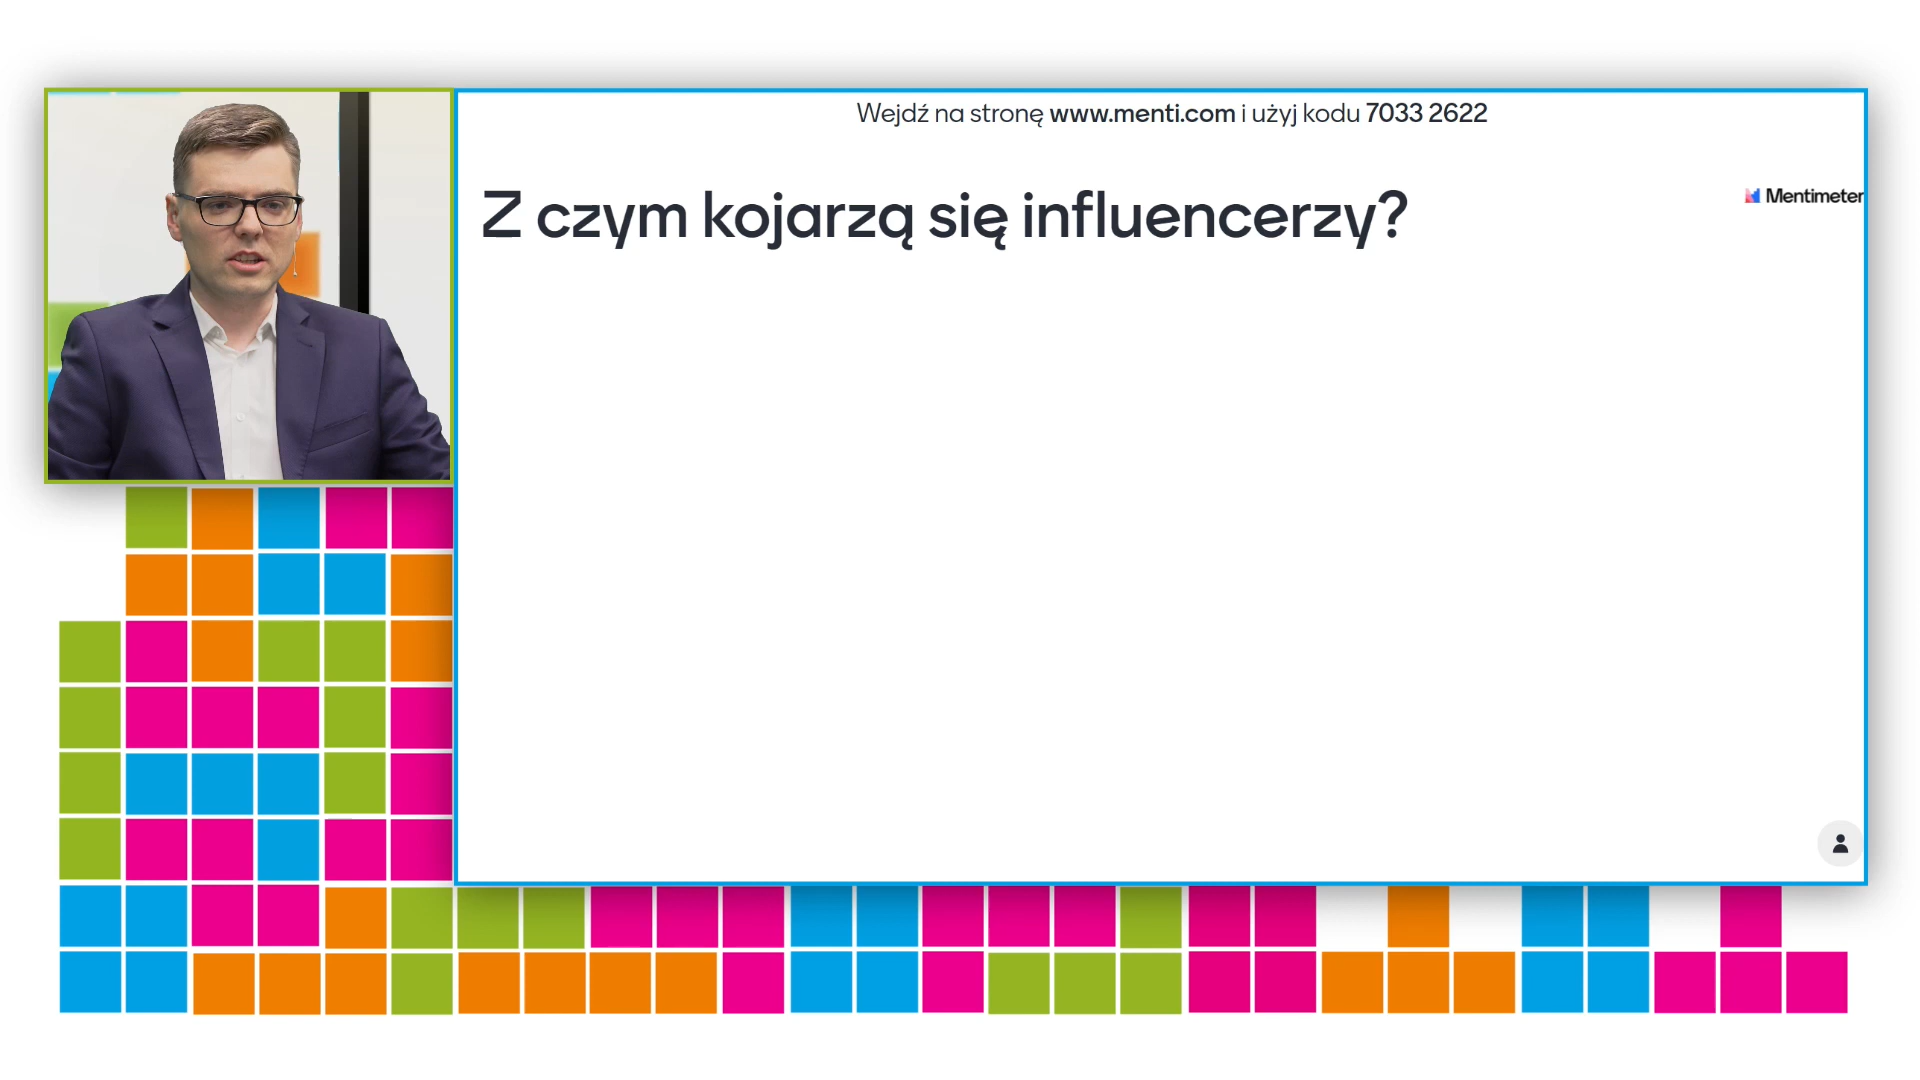 Wejdź na stronę www.menti.com i użyj kodu 7033 2622
Z czym kojarzą się influencerzy?
Mentimeter